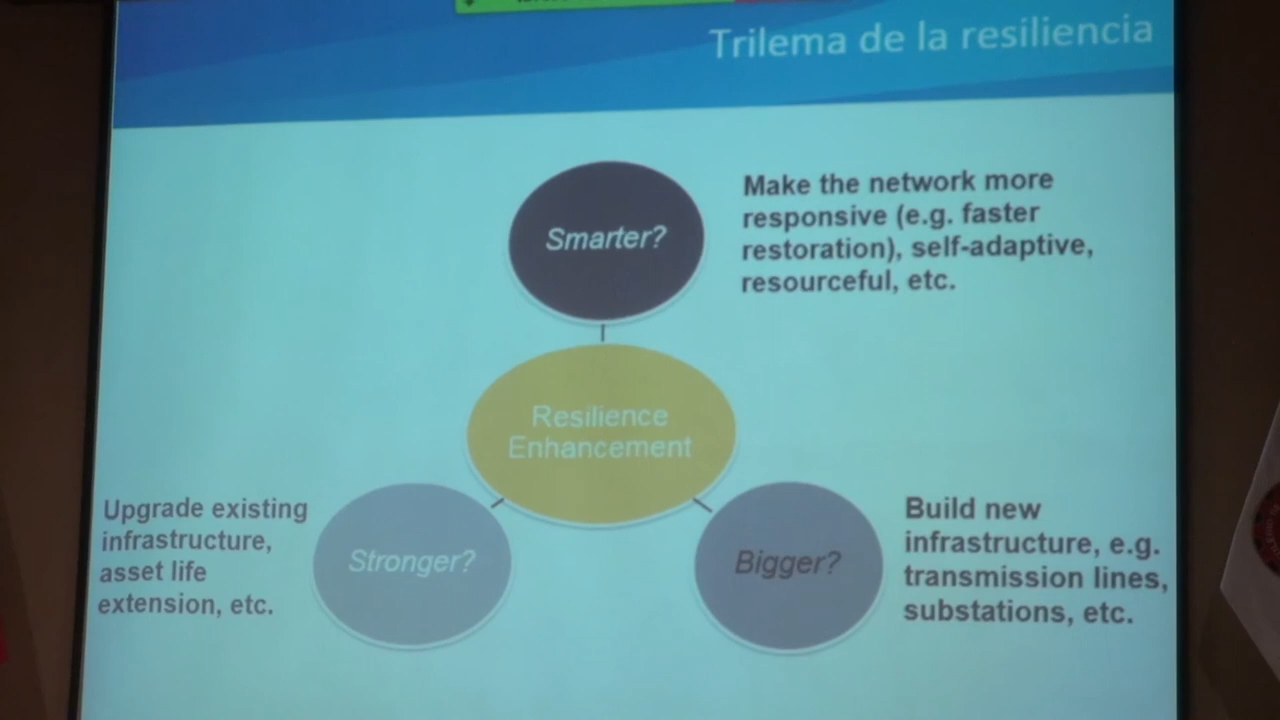 Trilema de la resiliencia
Smarter?
Make the network more
responsive (e.g. faster
restoration), self-adaptive,
resourceful, etc.
Resilience
Enhancement
Upgrade existing
infrastructure,
asset life
extension, etc.
Stronger?
Bigger?
Build new
infrastructure, e.g.
transmission lines,
substations, etc.